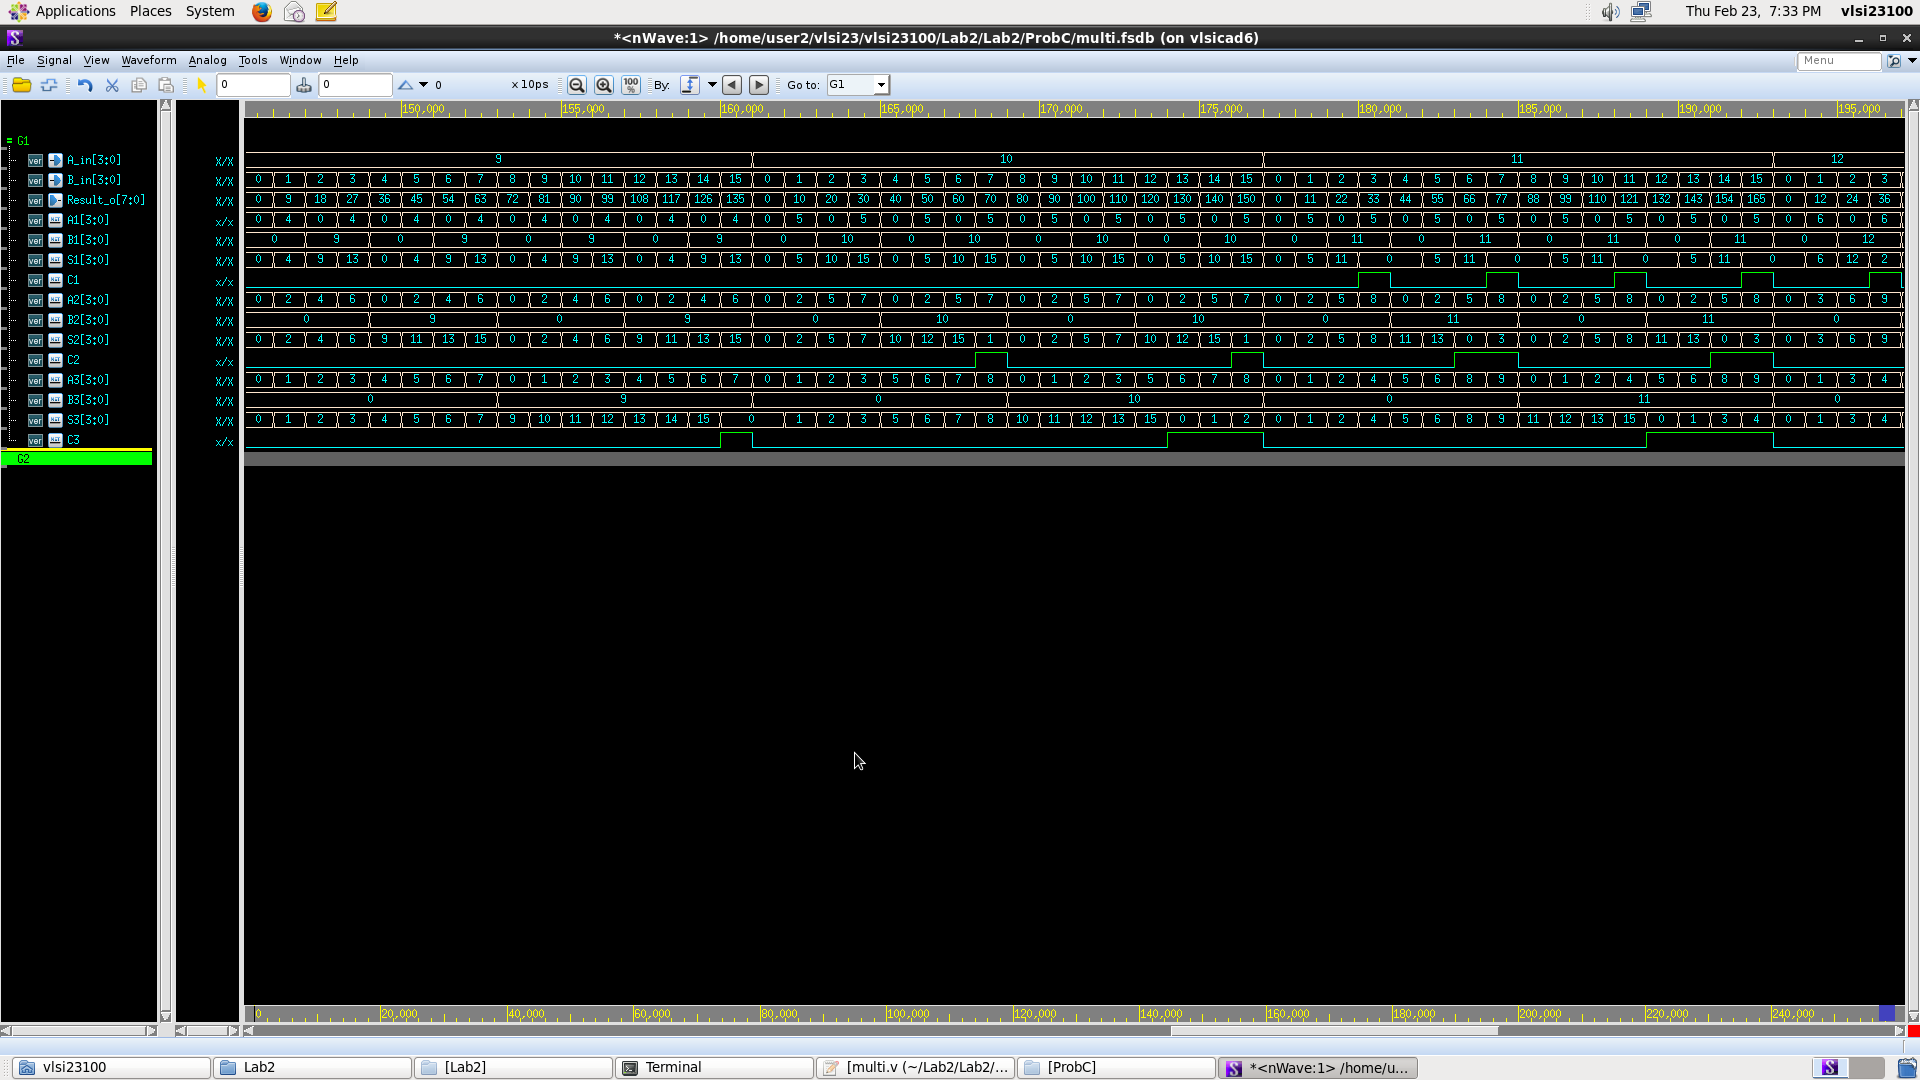 Applications Places System Thu Feb 23, 7:33 PM vlsi23100
*<nWave:1> /home/user2/vlsi23/vlsi23100/Lab2/Lab2/ProbC/multi.fsdb (on vlsicad6)
File Signal View Waveform Analog Tools Window Help Menu
0 0 0 x 10ps 100 % By: Go to: G1
150,000 155,000 160,000 165,000 170,000 175,000 180,000 185,000 190,000 195,000
G1
ver A_in[3:0] X/X 9 10 11 12
ver B_in[3:0] X/X 0 1 2 3 4 5 6 7 8 9 10 11 12 13 14 15 0 1 2 3 4 5 6 7 8 9 10 11 12 13 14 15 0 1 2 3 4 5 6 7 8 9 10 11 12 13 14 15 0 1 2 3
ver Result_o[7:0] X/X 0 9 18 27 36 45 54 63 72 81 90 99 108 117 126 135 0 10 20 30 40 50 60 70 80 90 100 110 120 130 140 150 0 11 22 33 44 55 66 77 88 99 110 121 132 143 154 165 0 12 24 36
ver A1[3:0] x/x 0 4 0 4 0 4 0 4 0 4 0 4 0 4 0 4 0 5 0 5 0 5 0 5 0 5 0 5 0 5 0 5 0 5 0 5 0 5 0 5 0 5 0 5 0 5 0 5 0 6 0 6
ver B1[3:0] X/X 0 9 0 9 0 9 0 9 0 10 0 10 0 10 0 10 0 11 0 11 0 11 0 11 0 12
ver S1[3:0] X/X 0 4 9 13 0 4 9 13 0 4 9 13 0 4 9 13 0 5 10 15 0 5 10 15 0 5 10 15 0 5 10 15 0 5 11 0 5 11 0 5 11 0 5 11 0 6 12 2
ver C1 x/x
ver A2[3:0] X/X 0 2 4 6 0 2 4 6 0 2 4 6 0 2 4 6 0 2 5 7 0 2 5 7 0 2 5 7 0 2 5 7 0 2 5 8 0 2 5 8 0 2 5 8 0 2 5 8 0 3 6 9
ver B2[3:0] X/X 0 9 0 9 0 10 0 10 0 11 0 11 0
ver S2[3:0] X/X 0 2 4 6 9 11 13 15 0 2 4 6 9 11 13 15 0 2 5 7 10 12 15 1 0 2 5 7 10 12 15 1 0 2 5 8 11 13 0 3 0 2 5 8 11 13 0 3 0 3 6 9
ver C2 x/x
ver A3[3:0] X/X 0 1 2 3 4 5 6 7 0 1 2 3 4 5 6 7 0 1 2 3 5 6 7 8 0 1 2 3 5 6 7 8 0 1 2 4 5 6 8 9 0 1 2 4 5 6 8 9 0 1 3 4
ver B3[3:0] X/X 0 9 0 10 0 11 0
ver S3[3:0] X/X 0 1 2 3 4 5 6 7 9 10 11 12 13 14 15 0 1 2 3 5 6 7 8 10 11 12 13 15 0 1 2 0 1 2 4 5 6 8 9 11 12 13 15 0 1 3 4 0 1 3 4
ver C3 x/x
G2
0 20,000 40,000 60,000 80,000 100,000 120,000 140,000 160,000 180,000 200,000 220,000 240,000
vlsi23100 Lab2 [Lab2] Terminal [multi.v (~/Lab2/Lab2/... [ProbC] *<nWave:1> /home/u...